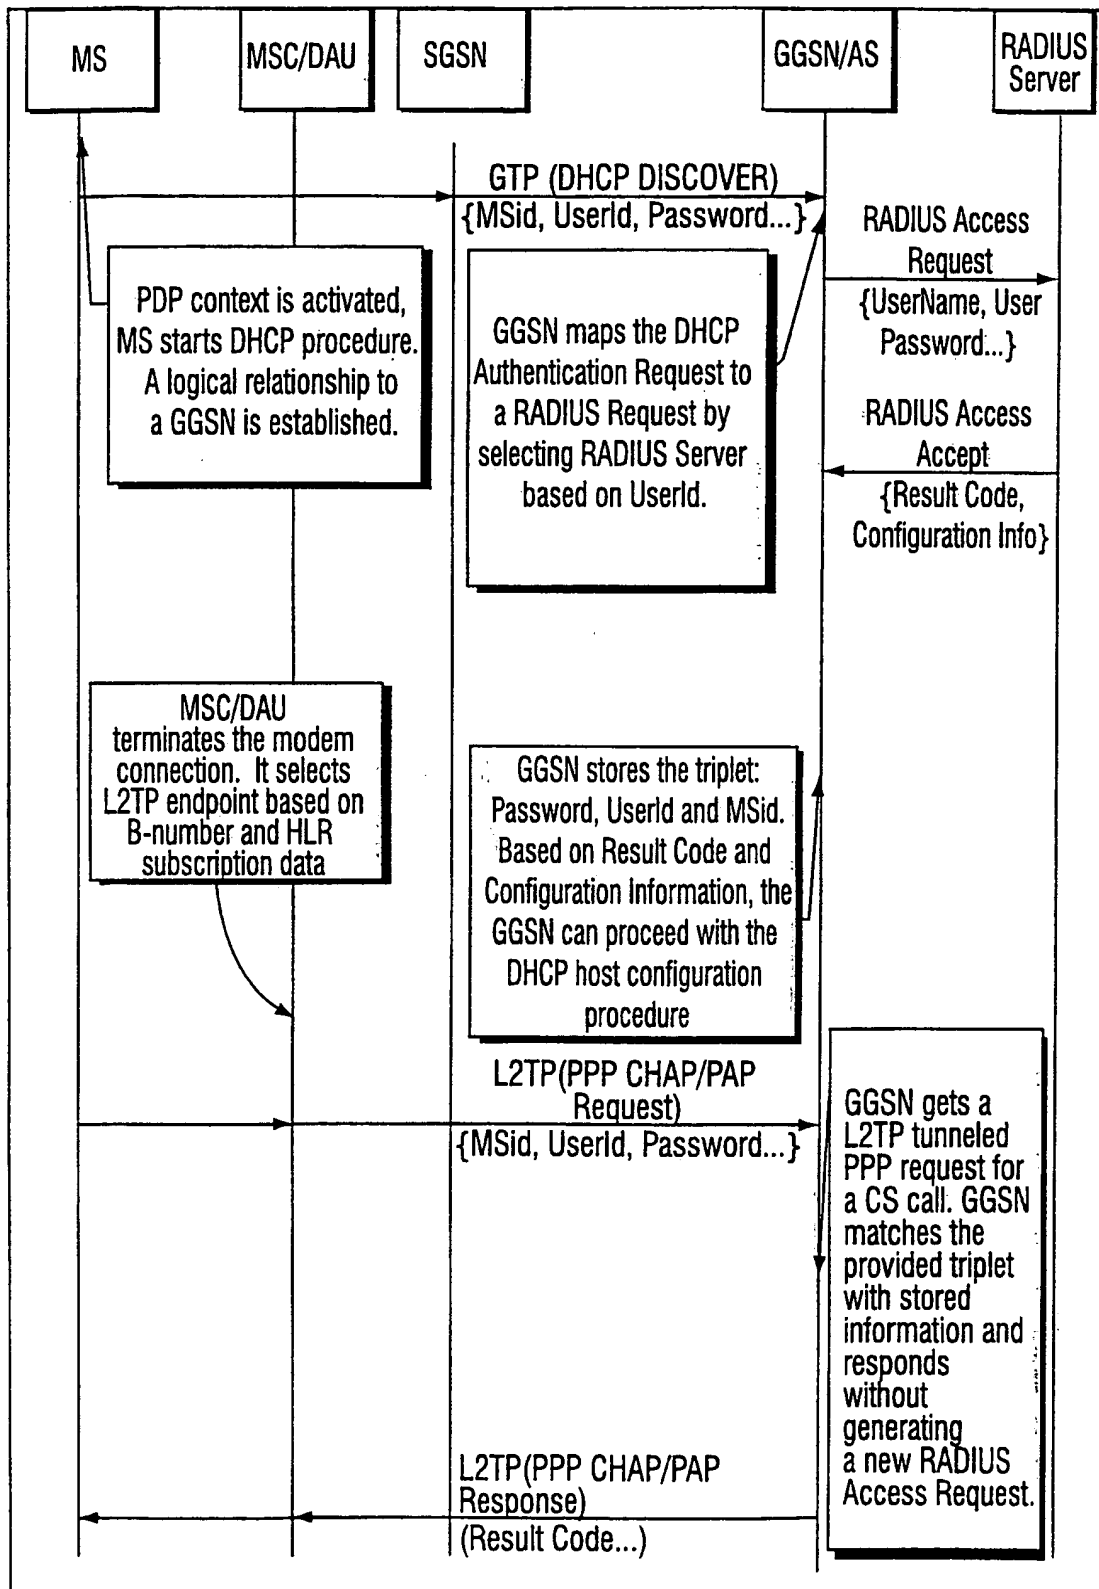 MS
MSC/DAU
SGSN
GGSN/AS
RADIUS
Server
GTP (DHCP DISCOVER)
{MSid, UserId, Password...}
RADIUS Access
Request
{UserName, User
Password...}
PDP context is activated,
MS starts DHCP procedure.
A logical relationship to
a GGSN is established.
GGSN maps the DHCP
Authentication Request to
a RADIUS Request by
selecting RADIUS Server
based on UserId.
RADIUS Access
Accept
{Result Code,
Configuration Info}
MSC/DAU
terminates the modem
connection. It selects
L2TP endpoint based on
B-number and HLR
subscription data
GGSN stores the triplet:
Password, UserId and MSid.
Based on Result Code and
Configuration Information, the
GGSN can proceed with the
DHCP host configuration
procedure
L2TP(PPP CHAP/PAP
Request)
{MSid, UserId, Password...}
GGSN gets a
L2TP tunneled
PPP request for
a CS call. GGSN
matches the
provided triplet
with stored
information and
responds
without
generating
a new RADIUS
Access Request.
L2TP(PPP CHAP/PAP
Response)
(Result Code...)